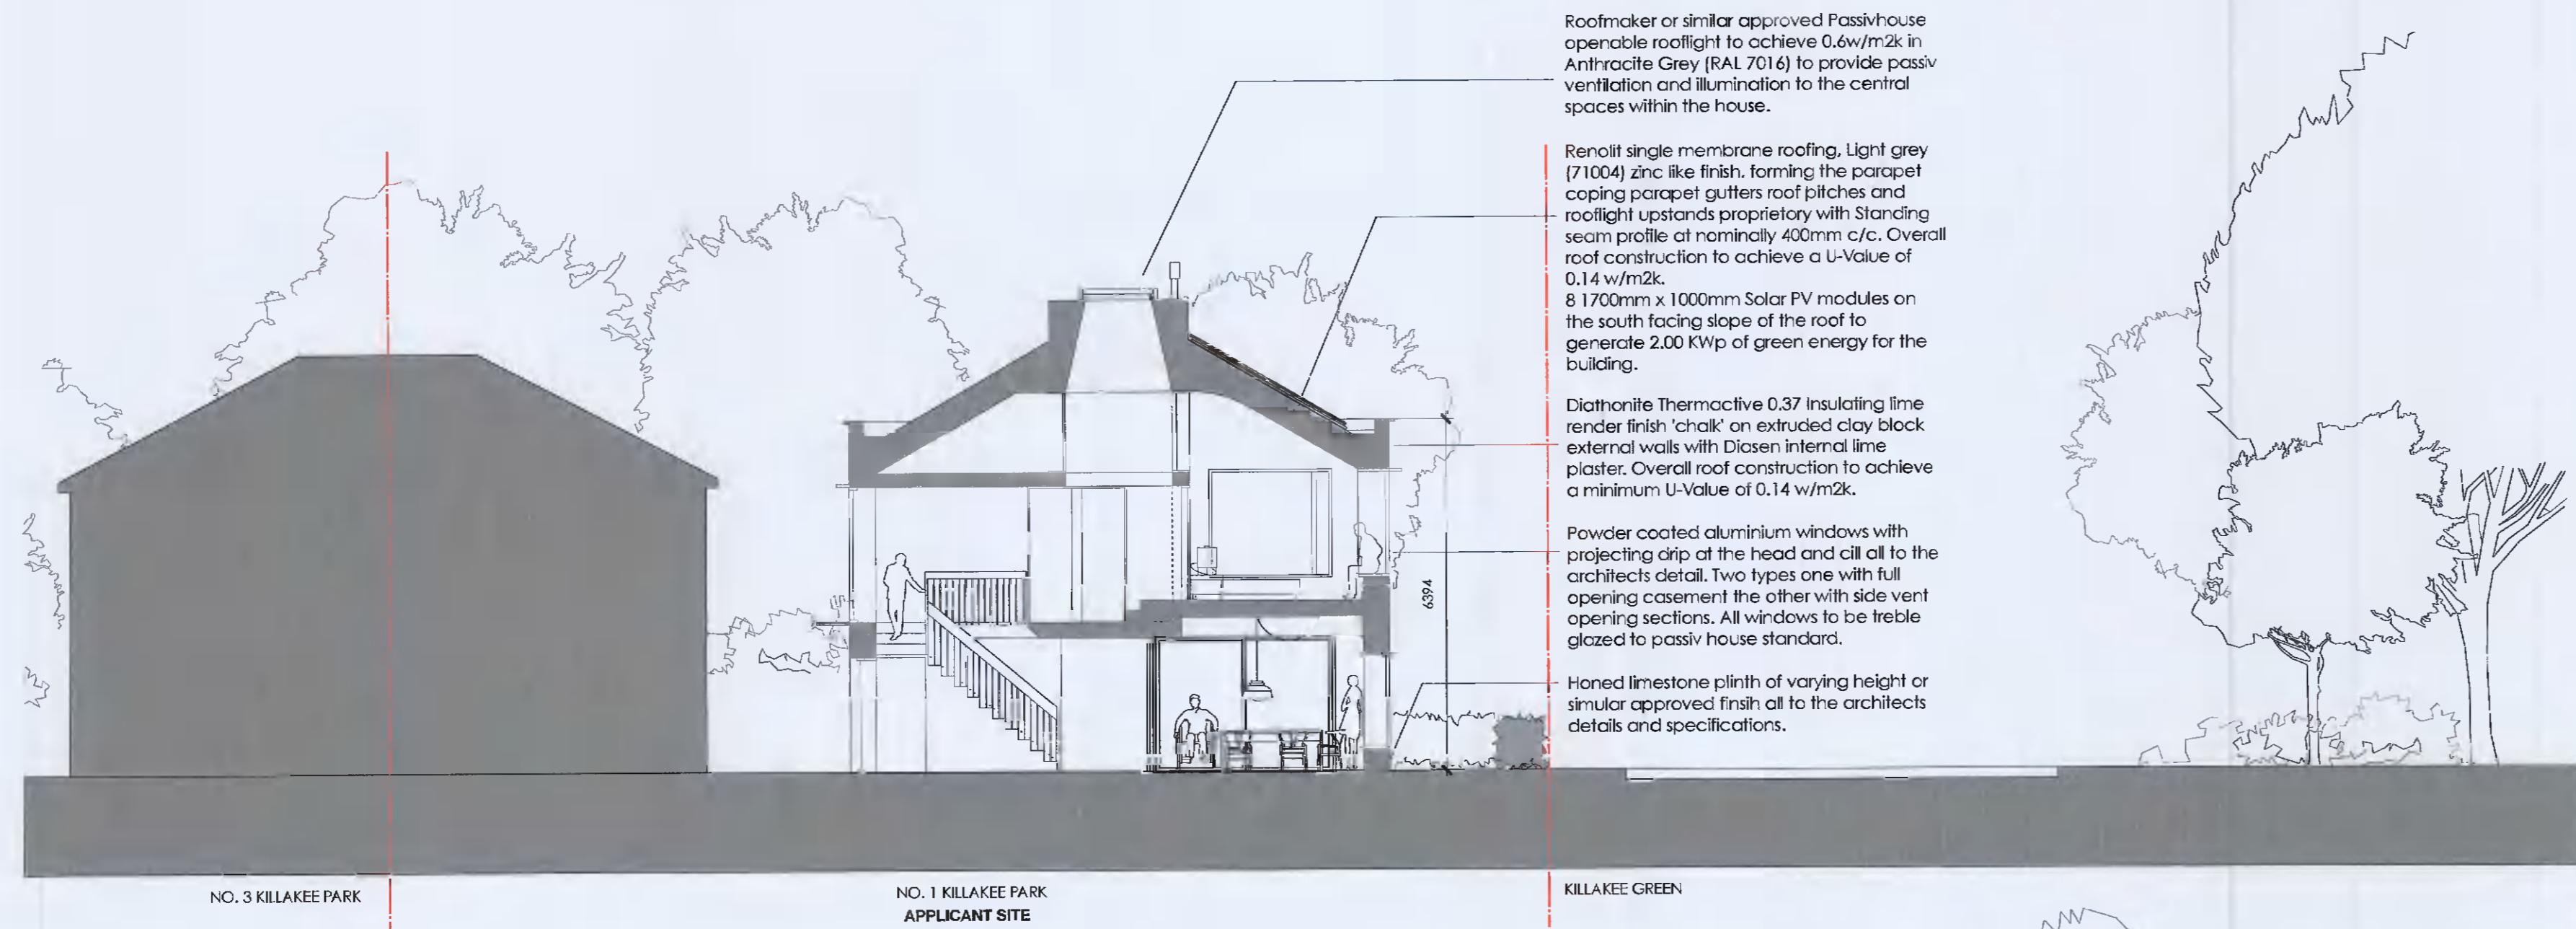 Roofmaker or similar approved Passivhouse
openable rooflight to achieve 0.6w/m2k in
Anthracite Grey (RAL 7016) to provide passiv
ventilation and illumination to the central
spaces within the house.
Renolit single membrane roofing, Light grey
(71004) zinc like finish. forming the parapet
coping parapet gutters roof pitches and
rooflight upstands proprietory with Standing
seam profile at nominally 400mm c/c. Overall
roof construction to achieve a U-Value of
0.14 w/m2k.
8 1700mm x 1000mm Solar PV modules on
the south facing slope of the roof to
generate 2.00 KWp of green energy for the
building.
Diathonite Thermactive 0.37 Insulating lime
render finish 'chalk' on extruded clay block
external walls with Diasen internal lime
plaster. Overall roof construction to achieve
a minimum U-Value of 0.14 w/m2k.
Powder coated aluminium windows with
projecting drip at the head and cill all to the
architects detail. Two types one with full
opening casement the other with side vent
opening sections. All windows to be treble
glazed to passiv house standard.
6394
Honed limestone plinth of varying height or
simular approved finsih all to the architects
details and specifications.
NO. 3 KILLAKEE PARK
NO. 1 KILLAKEE PARK
APPLICANT SITE
KILLAKEE GREEN